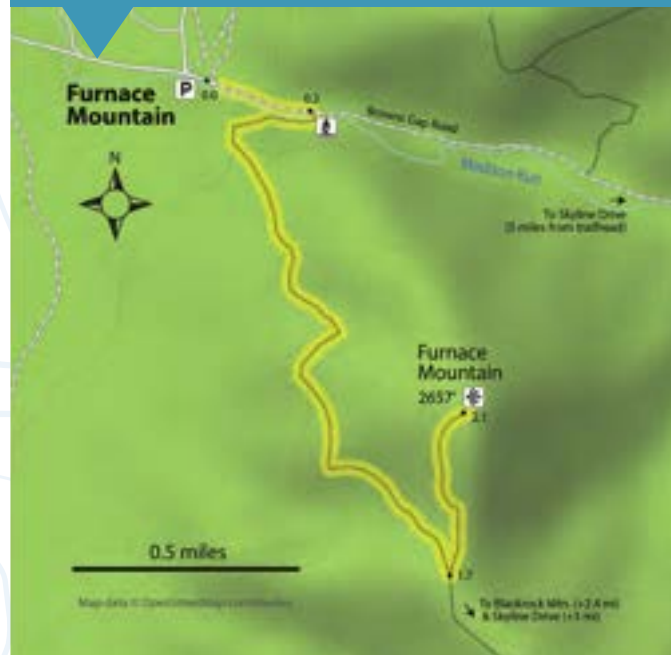 P
0.0
Furnace
Mountain
0.2
Browns Gap Road
Madison Run
N
To Skyline Drive
(5 miles from trailhead)
Furnace
Mountain
2657'
2.1
0.5 miles
1.7
Map data © OpenStreetMap contributors
To Blackrock Mtn. (+2.4 mi)
& Skyline Drive (+3 mi)